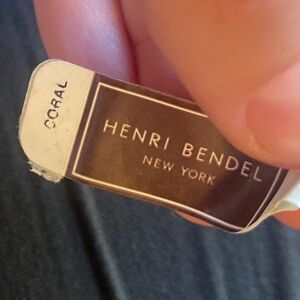 CORAL
HENRI BENDEL
NEW YORK